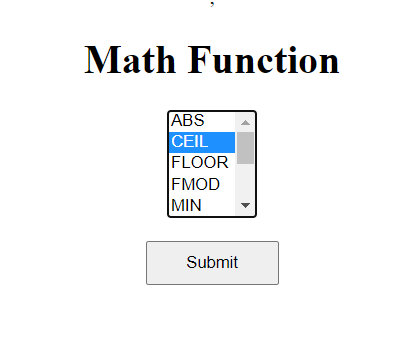 ,
Math Function
ABS
CEIL
FLOOR
FMOD
MIN
Submit